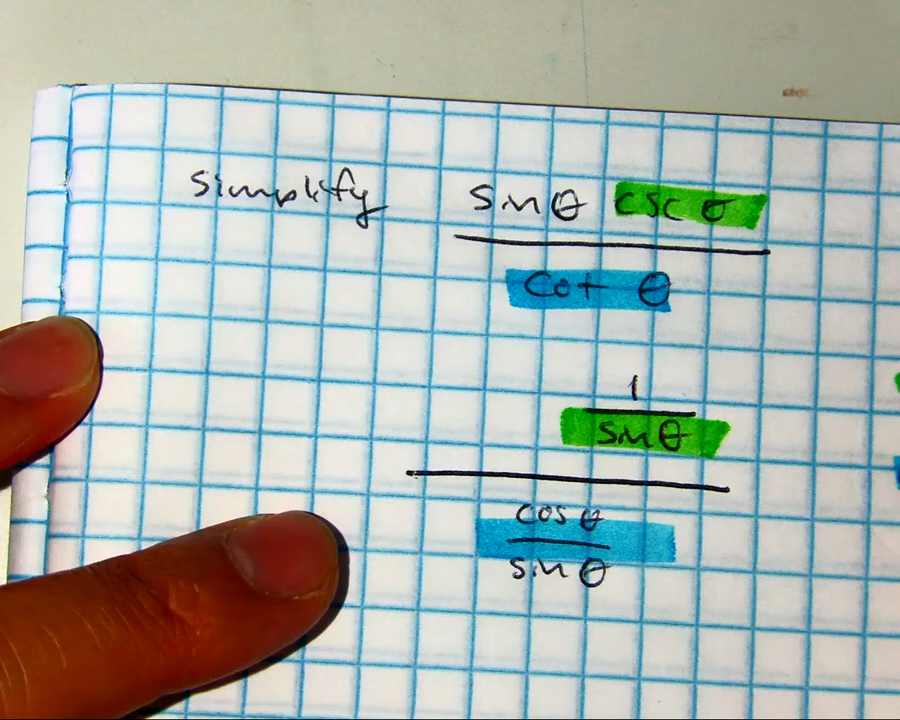 simplify sin θ csc θ
cot θ
1
sin θ
cos θ
sin θ